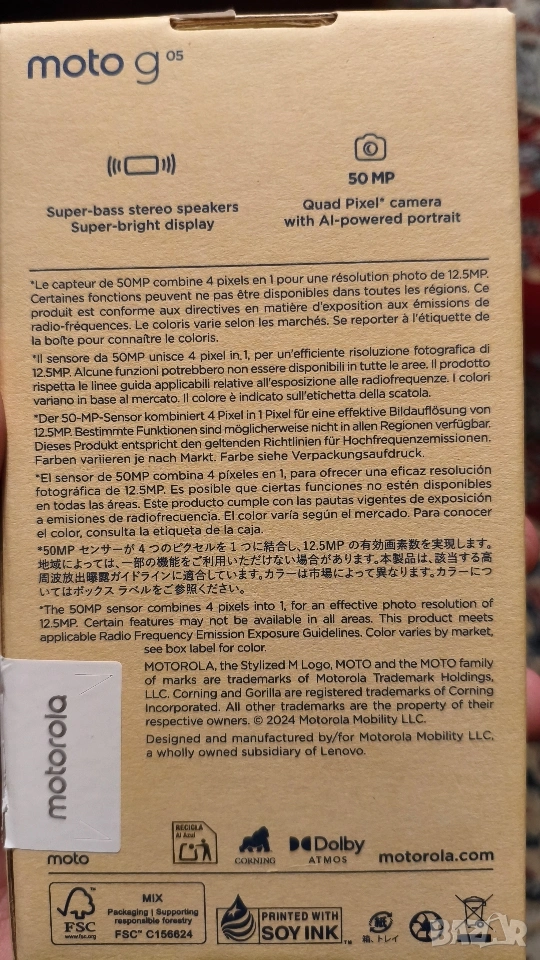 moto g 05
50 MP
Super-bass stereo speakers
Super-bright display
Quad Pixel* camera
with AI-powered portrait
*Le capteur de 50MP combine 4 pixels en 1 pour une résolution photo de 12.5MP.
Certaines fonctions peuvent ne pas être disponibles dans toutes les régions. Ce
produit est conforme aux directives en matière d'exposition aux émissions de
radio-fréquences. Le coloris varie selon les marchés. Se reporter à l'étiquette de
la boîte pour connaître le coloris.
*Il sensore da 50MP unisce 4 pixel in 1, per un'efficiente risoluzione fotografica di
12.5MP. Alcune funzioni potrebbero non essere disponibili in tutte le aree. Il prodotto
rispetta le linee guida applicabili relative all'esposizione alle radiofrequenze. I colori
variano in base al mercato. Il colore è indicato sull'etichetta della scatola.
*Der 50-MP-Sensor kombiniert 4 Pixel in 1 Pixel für eine effektive Bildauflösung von
12.5MP. Bestimmte Funktionen sind möglicherweise nicht in allen Regionen verfügbar.
Dieses Produkt entspricht den geltenden Richtlinien für Hochfrequenzemissionen.
Farben variieren je nach Markt. Farbe siehe Verpackungsaufdruck.
*El sensor de 50MP combina 4 píxeles en 1, para ofrecer una eficaz resolución
fotográfica de 12.5MP. Es posible que ciertas funciones no estén disponibles
en todas las áreas. Este producto cumple con las pautas vigentes de exposición
a emisiones de radiofrecuencia. El color varía según el mercado. Para conocer
el color, consulta la etiqueta de la caja.
*50MP センサーが 4 つのピクセルを 1 つに結合し、12.5MP の有効画素数を実現します。
地域によっては、一部の機能をご利用いただけない場合があります。本製品は、該当する高
周波放出曝露ガイドラインに適合しています。カラーは市場によって異なります。カラーにつ
いてはボックス ラベルをご参照ください。
*The 50MP sensor combines 4 pixels into 1, for an effective photo resolution of
12.5MP. Certain features may not be available in all areas. This product meets
applicable Radio Frequency Emission Exposure Guidelines. Color varies by market,
see box label for color.
MOTOROLA, the Stylized M Logo, MOTO and the MOTO family
of marks are trademarks of Motorola Trademark Holdings,
LLC. Corning and Gorilla are registered trademarks of Corning
Incorporated. All other trademarks are the property of their
respective owners. © 2024 Motorola Mobility LLC.
Designed and manufactured by/for Motorola Mobility LLC,
a wholly owned subsidiary of Lenovo.
motorola
RECICLA
Al Azul
CORNING
Dolby
ATMOS
moto
motorola.com
FSC
www.fsc.org
MIX
Packaging | Supporting
responsible forestry
FSC™ C156624
PRINTED WITH
SOY INK™
箱、トレイ
BAZAR